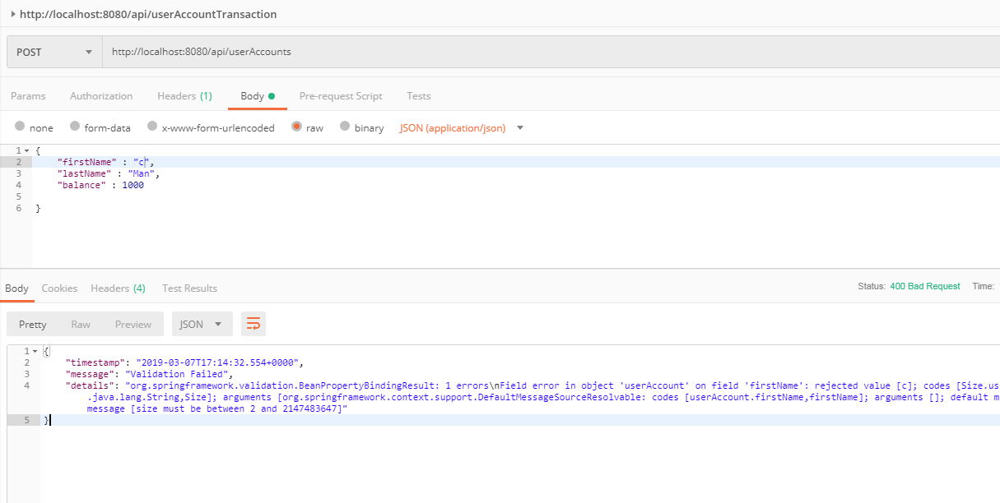 http://localhost:8080/api/userAccountTransaction
POST http://localhost:8080/api/userAccounts
Params Authorization Headers (1) Body Pre-request Script Tests
none form-data x-www-form-urlencoded raw binary JSON (application/json)
1 {
2 "firstName" : "c",
3 "lastName" : "Man",
4 "balance" : 1000
5
6 }
Body Cookies Headers (4) Test Results Status: 400 Bad Request Time:
Pretty Raw Preview JSON
1 {
2 "timestamp": "2019-03-07T17:14:32.554+0000",
3 "message": "Validation Failed",
4 "details": "org.springframework.validation.BeanPropertyBindingResult: 1 errors\nField error in object 'userAccount' on field 'firstName': rejected value [c]; codes [Size.us
.java.lang.String,Size]; arguments [org.springframework.context.support.DefaultMessageSourceResolvable: codes [userAccount.firstName,firstName]; arguments []; default m
message [size must be between 2 and 2147483647]"
5 }